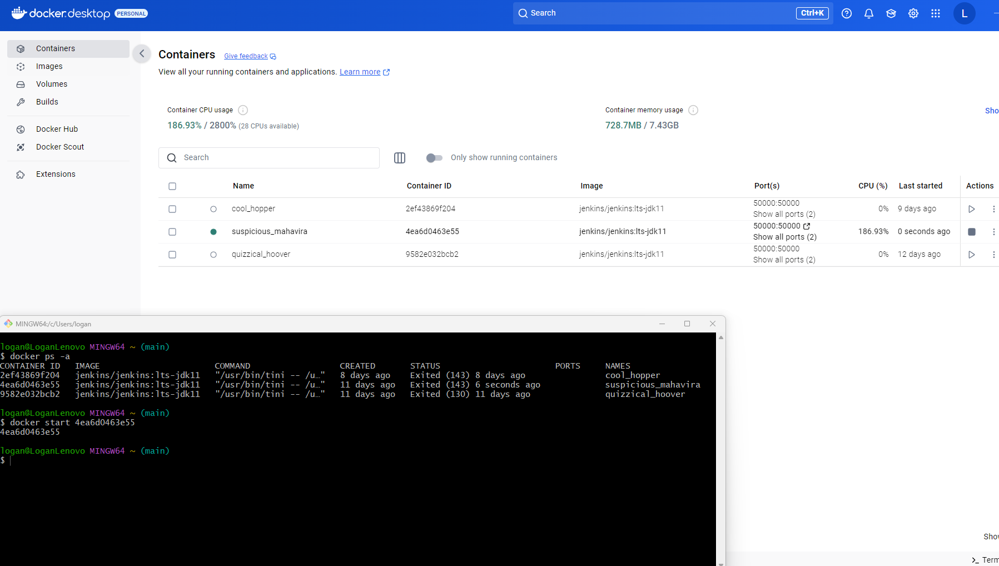 docker.desktop PERSONAL
Search Ctrl+K
L
Containers
Images
Volumes
Builds
Docker Hub
Docker Scout
Extensions
Containers Give feedback
View all your running containers and applications. Learn more
Container CPU usage
186.93% / 2800% (28 CPUs available)
Container memory usage
728.7MB / 7.43GB
Sho
Search
Only show running containers
Name Container ID Image Port(s) CPU (%) Last started Actions
cool_hopper 2ef43869f204 jenkins/jenkins:lts-jdk11 50000:50000 0% 9 days ago
Show all ports (2)
suspicious_mahavira 4ea6d0463e55 jenkins/jenkins:lts-jdk11 50000:50000 186.93% 0 seconds ago
Show all ports (2)
quizzical_hoover 9582e032bcb2 jenkins/jenkins:lts-jdk11 50000:50000 0% 12 days ago
Show all ports (2)
MINGW64:/c/Users/logan
logan@LoganLenovo MINGW64 ~ (main)
$ docker ps -a
CONTAINER ID IMAGE COMMAND CREATED STATUS PORTS NAMES
2ef43869f204 jenkins/jenkins:lts-jdk11 "/usr/bin/tini -- /u…" 8 days ago Exited (143) 8 days ago cool_hopper
4ea6d0463e55 jenkins/jenkins:lts-jdk11 "/usr/bin/tini -- /u…" 11 days ago Exited (143) 6 seconds ago suspicious_mahavira
9582e032bcb2 jenkins/jenkins:lts-jdk11 "/usr/bin/tini -- /u…" 11 days ago Exited (130) 11 days ago quizzical_hoover
logan@LoganLenovo MINGW64 ~ (main)
$ docker start 4ea6d0463e55
4ea6d0463e55
logan@LoganLenovo MINGW64 ~ (main)
$
Show
>_ Term